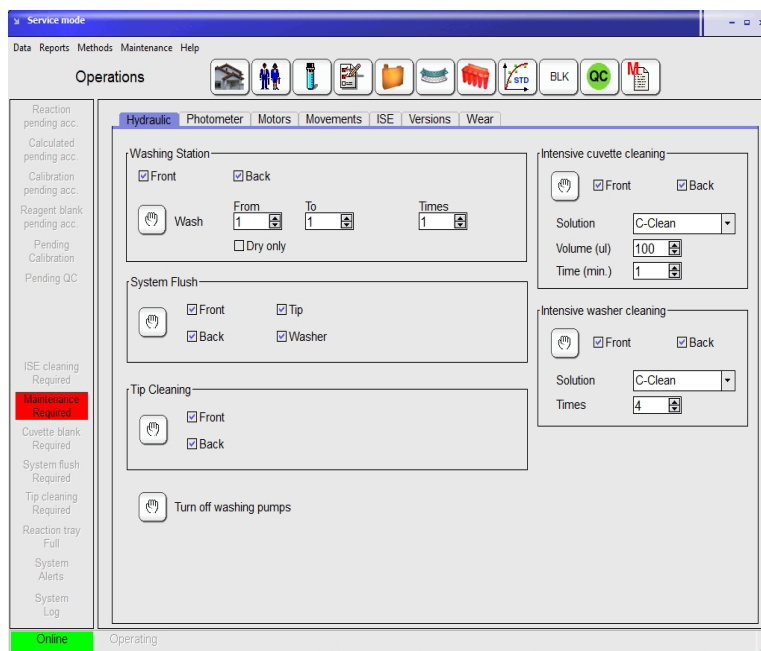 Service mode
Data Reports Methods Maintenance Help
Operations
STD
BLK
QC
M
Reaction
pending acc.
Calculated
pending acc.
Calibration
pending acc.
Reagent blank
pending acc.
Pending
Calibration
Pending QC
ISE cleaning
Required
Maintenance
Required
Cuvette blank
Required
System flush
Required
Tip cleaning
Required
Reaction tray
Full
System
Alerts
System
Log
Hydraulic Photometer Motors Movements ISE Versions Wear
Washing Station
Front Back
From To Times
Wash 1 1 1
Dry only
System Flush
Front Tip
Back Washer
Tip Cleaning
Front
Back
Turn off washing pumps
Intensive cuvette cleaning
Front Back
Solution C-Clean
Volume (ul) 100
Time (min.) 1
Intensive washer cleaning
Front Back
Solution C-Clean
Times 4
Online Operating